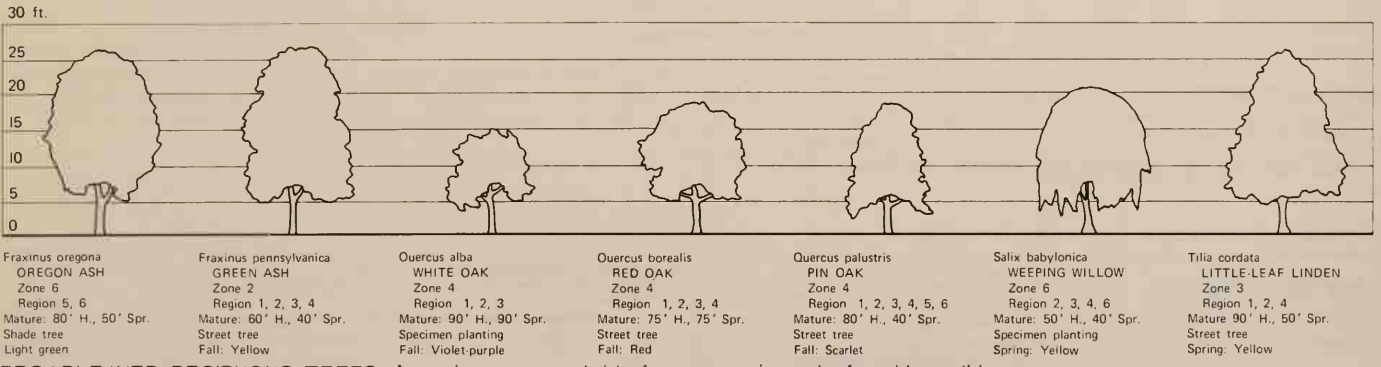 30 ft.
25
20
15
10
5
0
Fraxinus oregona
OREGON ASH
Zone 6
Region 5, 6
Mature: 80' H., 50' Spr.
Shade tree
Light green
Fraxinus pennsylvanica
GREEN ASH
Zone 2
Region 1, 2, 3, 4
Mature: 60' H., 40' Spr.
Street tree
Fall: Yellow
Quercus alba
WHITE OAK
Zone 4
Region 1, 2, 3
Mature: 90' H., 90' Spr.
Specimen planting
Fall: Violet-purple
Quercus borealis
RED OAK
Zone 4
Region 1, 2, 3, 4
Mature: 75' H., 75' Spr.
Street tree
Fall: Red
Quercus palustris
PIN OAK
Zone 4
Region 1, 2, 3, 4, 5, 6
Mature: 80' H., 40' Spr.
Street tree
Fall: Scarlet
Salix babylonica
WEEPING WILLOW
Zone 6
Region 2, 3, 4, 6
Mature: 50' H., 40' Spr.
Specimen planting
Spring: Yellow
Tilia cordata
LITTLE-LEAF LINDEN
Zone 3
Region 1, 2, 4
Mature 90' H., 50' Spr.
Street tree
Spring: Yellow